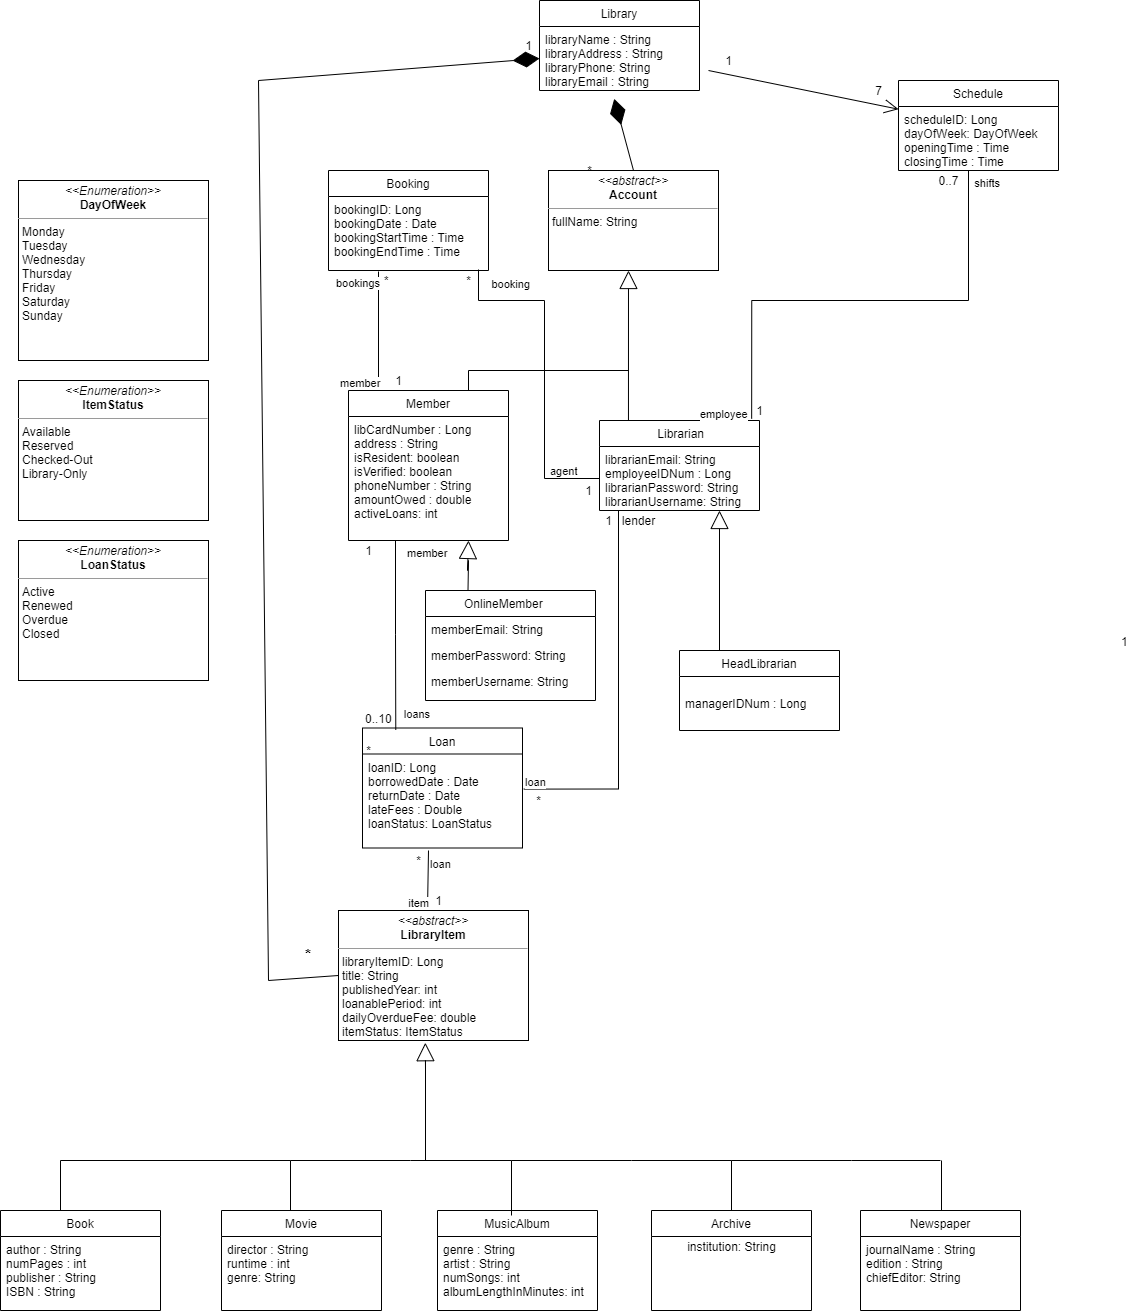 Library
libraryName : String
libraryAddress : String
libraryPhone: String
libraryEmail : String
1
1
7
Schedule
scheduleID: Long
dayOfWeek: DayOfWeek
openingTime : Time
closingTime : Time
0..7
shifts
*
<<abstract>>
Account
fullName: String
Booking
bookingID: Long
bookingDate : Date
bookingStartTime : Time
bookingEndTime : Time
bookings
*
*
booking
<<Enumeration>>
DayOfWeek
Monday
Tuesday
Wednesday
Thursday
Friday
Saturday
Sunday
<<Enumeration>>
ItemStatus
Available
Reserved
Checked-Out
Library-Only
<<Enumeration>>
LoanStatus
Active
Renewed
Overdue
Closed
member
1
Member
libCardNumber : Long
address : String
isResident: boolean
isVerified: boolean
phoneNumber : String
amountOwed : double
activeLoans: int
employee
1
Librarian
librarianEmail: String
employeeIDNum : Long
librarianPassword: String
librarianUsername: String
agent
1
1
lender
1
member
OnlineMember
memberEmail: String
memberPassword: String
memberUsername: String
HeadLibrarian
managerIDNum : Long
1
0..10
loans
Loan
*
loanID: Long
borrowedDate : Date
returnDate : Date
lateFees : Double
loanStatus: LoanStatus
loan
*
*
loan
item
1
*
<<abstract>>
LibraryItem
libraryItemID: Long
title: String
publishedYear: int
loanablePeriod: int
dailyOverdueFee: double
itemStatus: ItemStatus
Book
author : String
numPages : int
publisher : String
ISBN : String
Movie
director : String
runtime : int
genre: String
MusicAlbum
genre : String
artist : String
numSongs: int
albumLengthInMinutes: int
Archive
institution: String
Newspaper
journalName : String
edition : String
chiefEditor: String